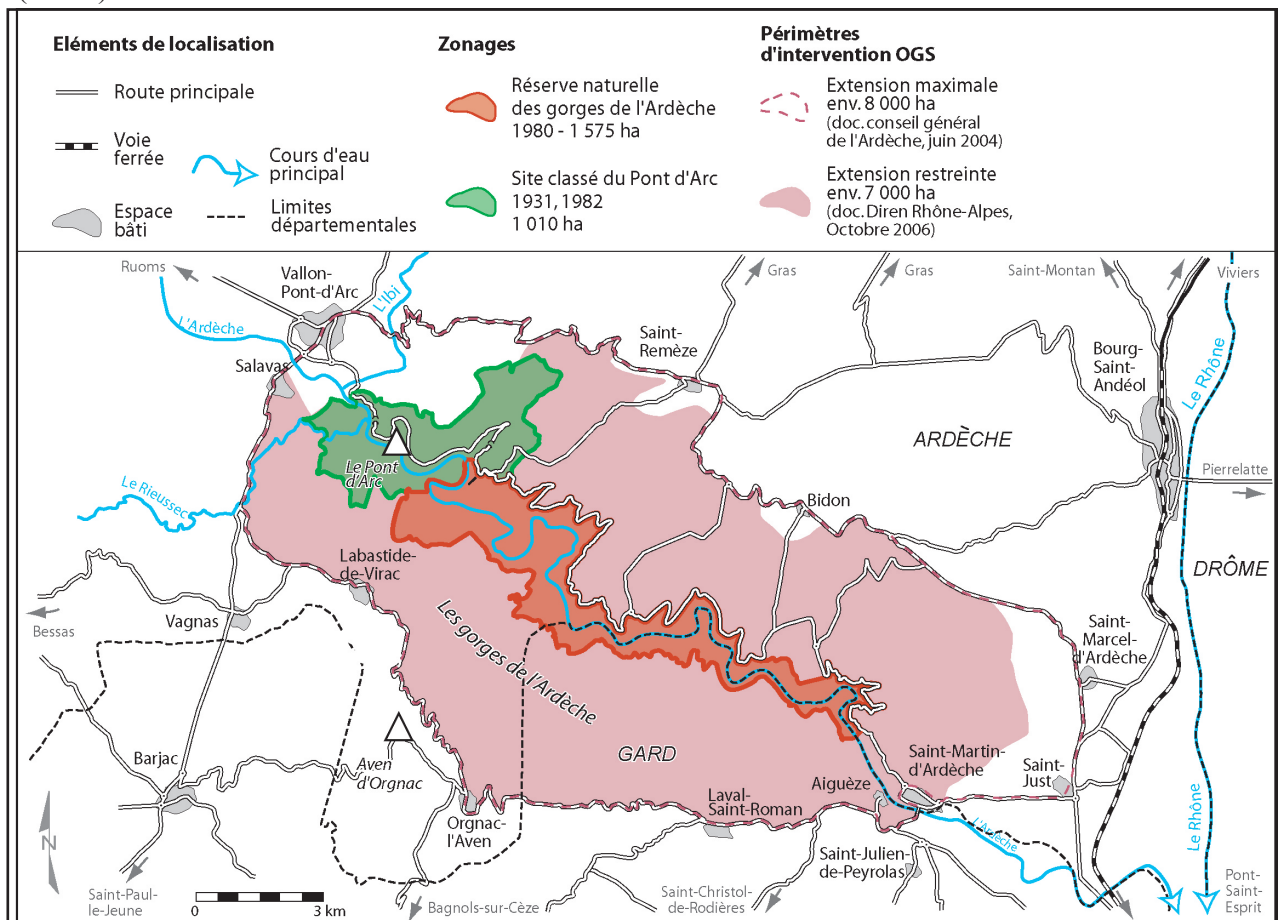 Eléments de localisation
Route principale
Voie
ferrée
Cours d'eau
principal
Espace
bâti
Limites
départementales
Zonages
Réserve naturelle
des gorges de l'Ardèche
1980 - 1 575 ha
Site classé du Pont d'Arc
1931, 1982
1 010 ha
Périmètres
d'intervention OGS
Extension maximale
env. 8 000 ha
(doc. conseil général
de l'Ardèche, juin 2004)
Extension restreinte
env. 7 000 ha
(doc. Diren Rhône-Alpes,
Octobre 2006)
Ruoms
Vallon-
Pont-d'Arc
L'Ibi
Gras
Gras
Saint-Montan
Viviers
L'Ardèche
Salavas
Saint-
Remèze
Bourg-
Saint-
Andéol
Le Rhône
ARDÈCHE
Le Pont
d'Arc
Le Rieussec
Pierrelatte
Bidon
Labastide-
de-Virac
DRÔME
Vagnas
Bessas
Les gorges de l'Ardèche
Saint-
Marcel-
d'Ardèche
Barjac
Aven
d'Orgnac
GARD
Saint-Martin-
d'Ardèche
Saint-
Just
Aiguèze
Orgnac-
l'Aven
Laval-
Saint-Roman
L'Ardèche
Le Rhône
Saint-Julien-
de-Peyrolas
N
Saint-Paul-
le-Jeune
0
3 km
Bagnols-sur-Cèze
Saint-Christol-
de-Rodières
Pont-
Saint-
Esprit